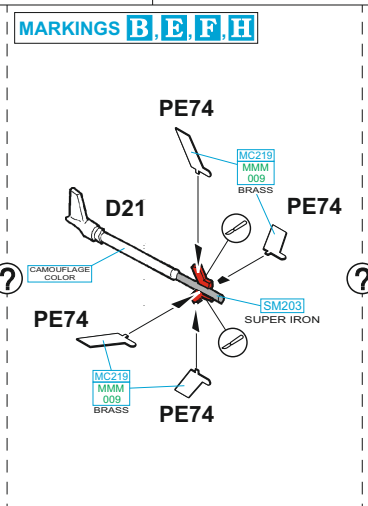 MARKINGS B, E, F, H
PE74
MC219
MMM
009
BRASS
D21
PE74
CAMOUFLAGE
COLOR
?
?
SM203
SUPER IRON
PE74
MC219
MMM
009
BRASS
PE74